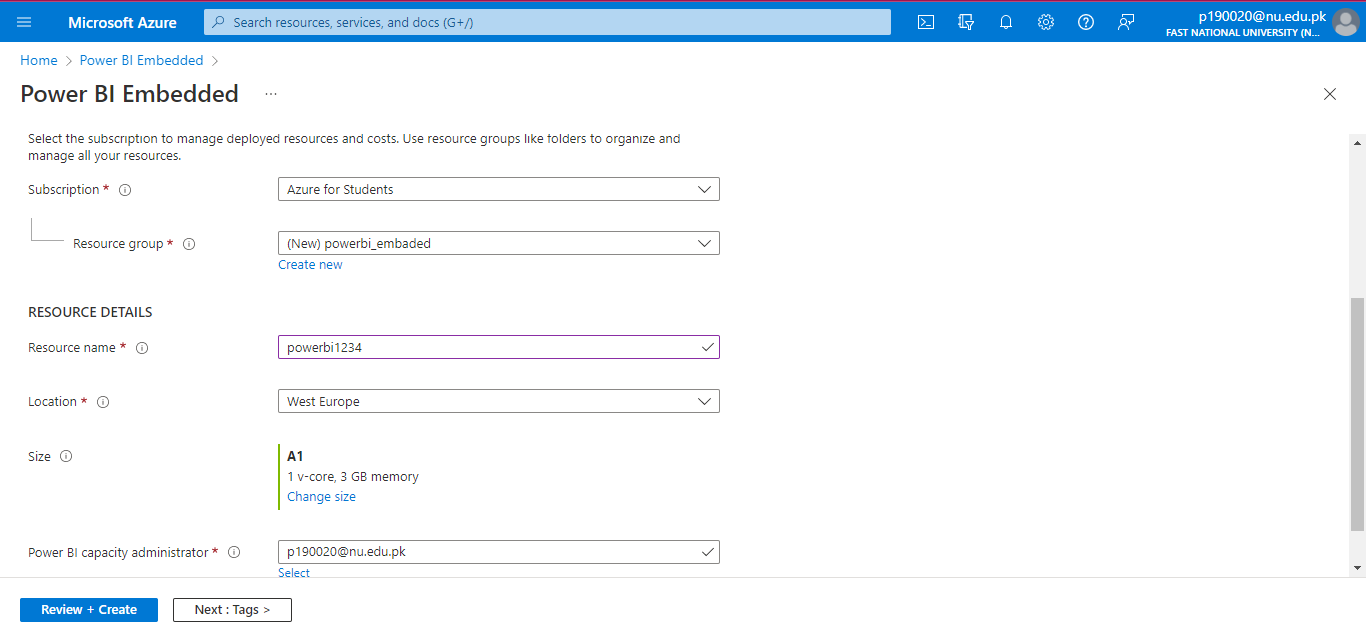 Microsoft Azure
Search resources, services, and docs (G+/)
p190020@nu.edu.pk
FAST NATIONAL UNIVERSITY (N...
Home > Power BI Embedded >
Power BI Embedded ...
Select the subscription to manage deployed resources and costs. Use resource groups like folders to organize and
manage all your resources.
Subscription *
Azure for Students
Resource group *
(New) powerbi_embaded
Create new
RESOURCE DETAILS
Resource name *
powerbi1234
Location *
West Europe
Size
A1
1 v-core, 3 GB memory
Change size
Power BI capacity administrator *
p190020@nu.edu.pk
Select
Review + Create
Next : Tags >